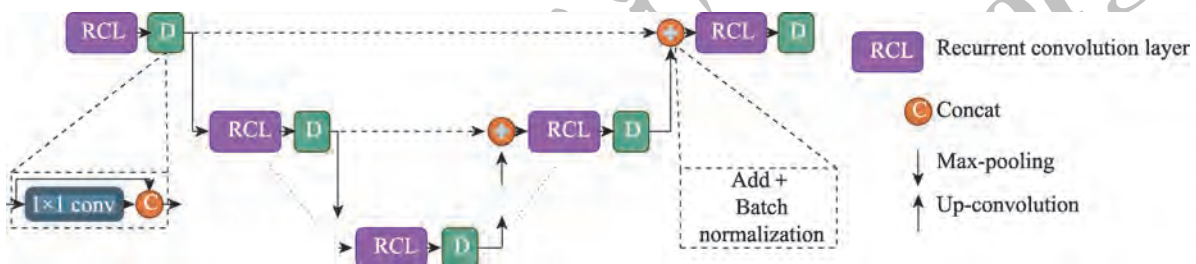 RCL D + RCL D
RCL D + RCL D
RCL D
1×1 conv C
Add +
Batch
normalization
RCL Recurrent convolution layer
C Concat
Max-pooling
Up-convolution